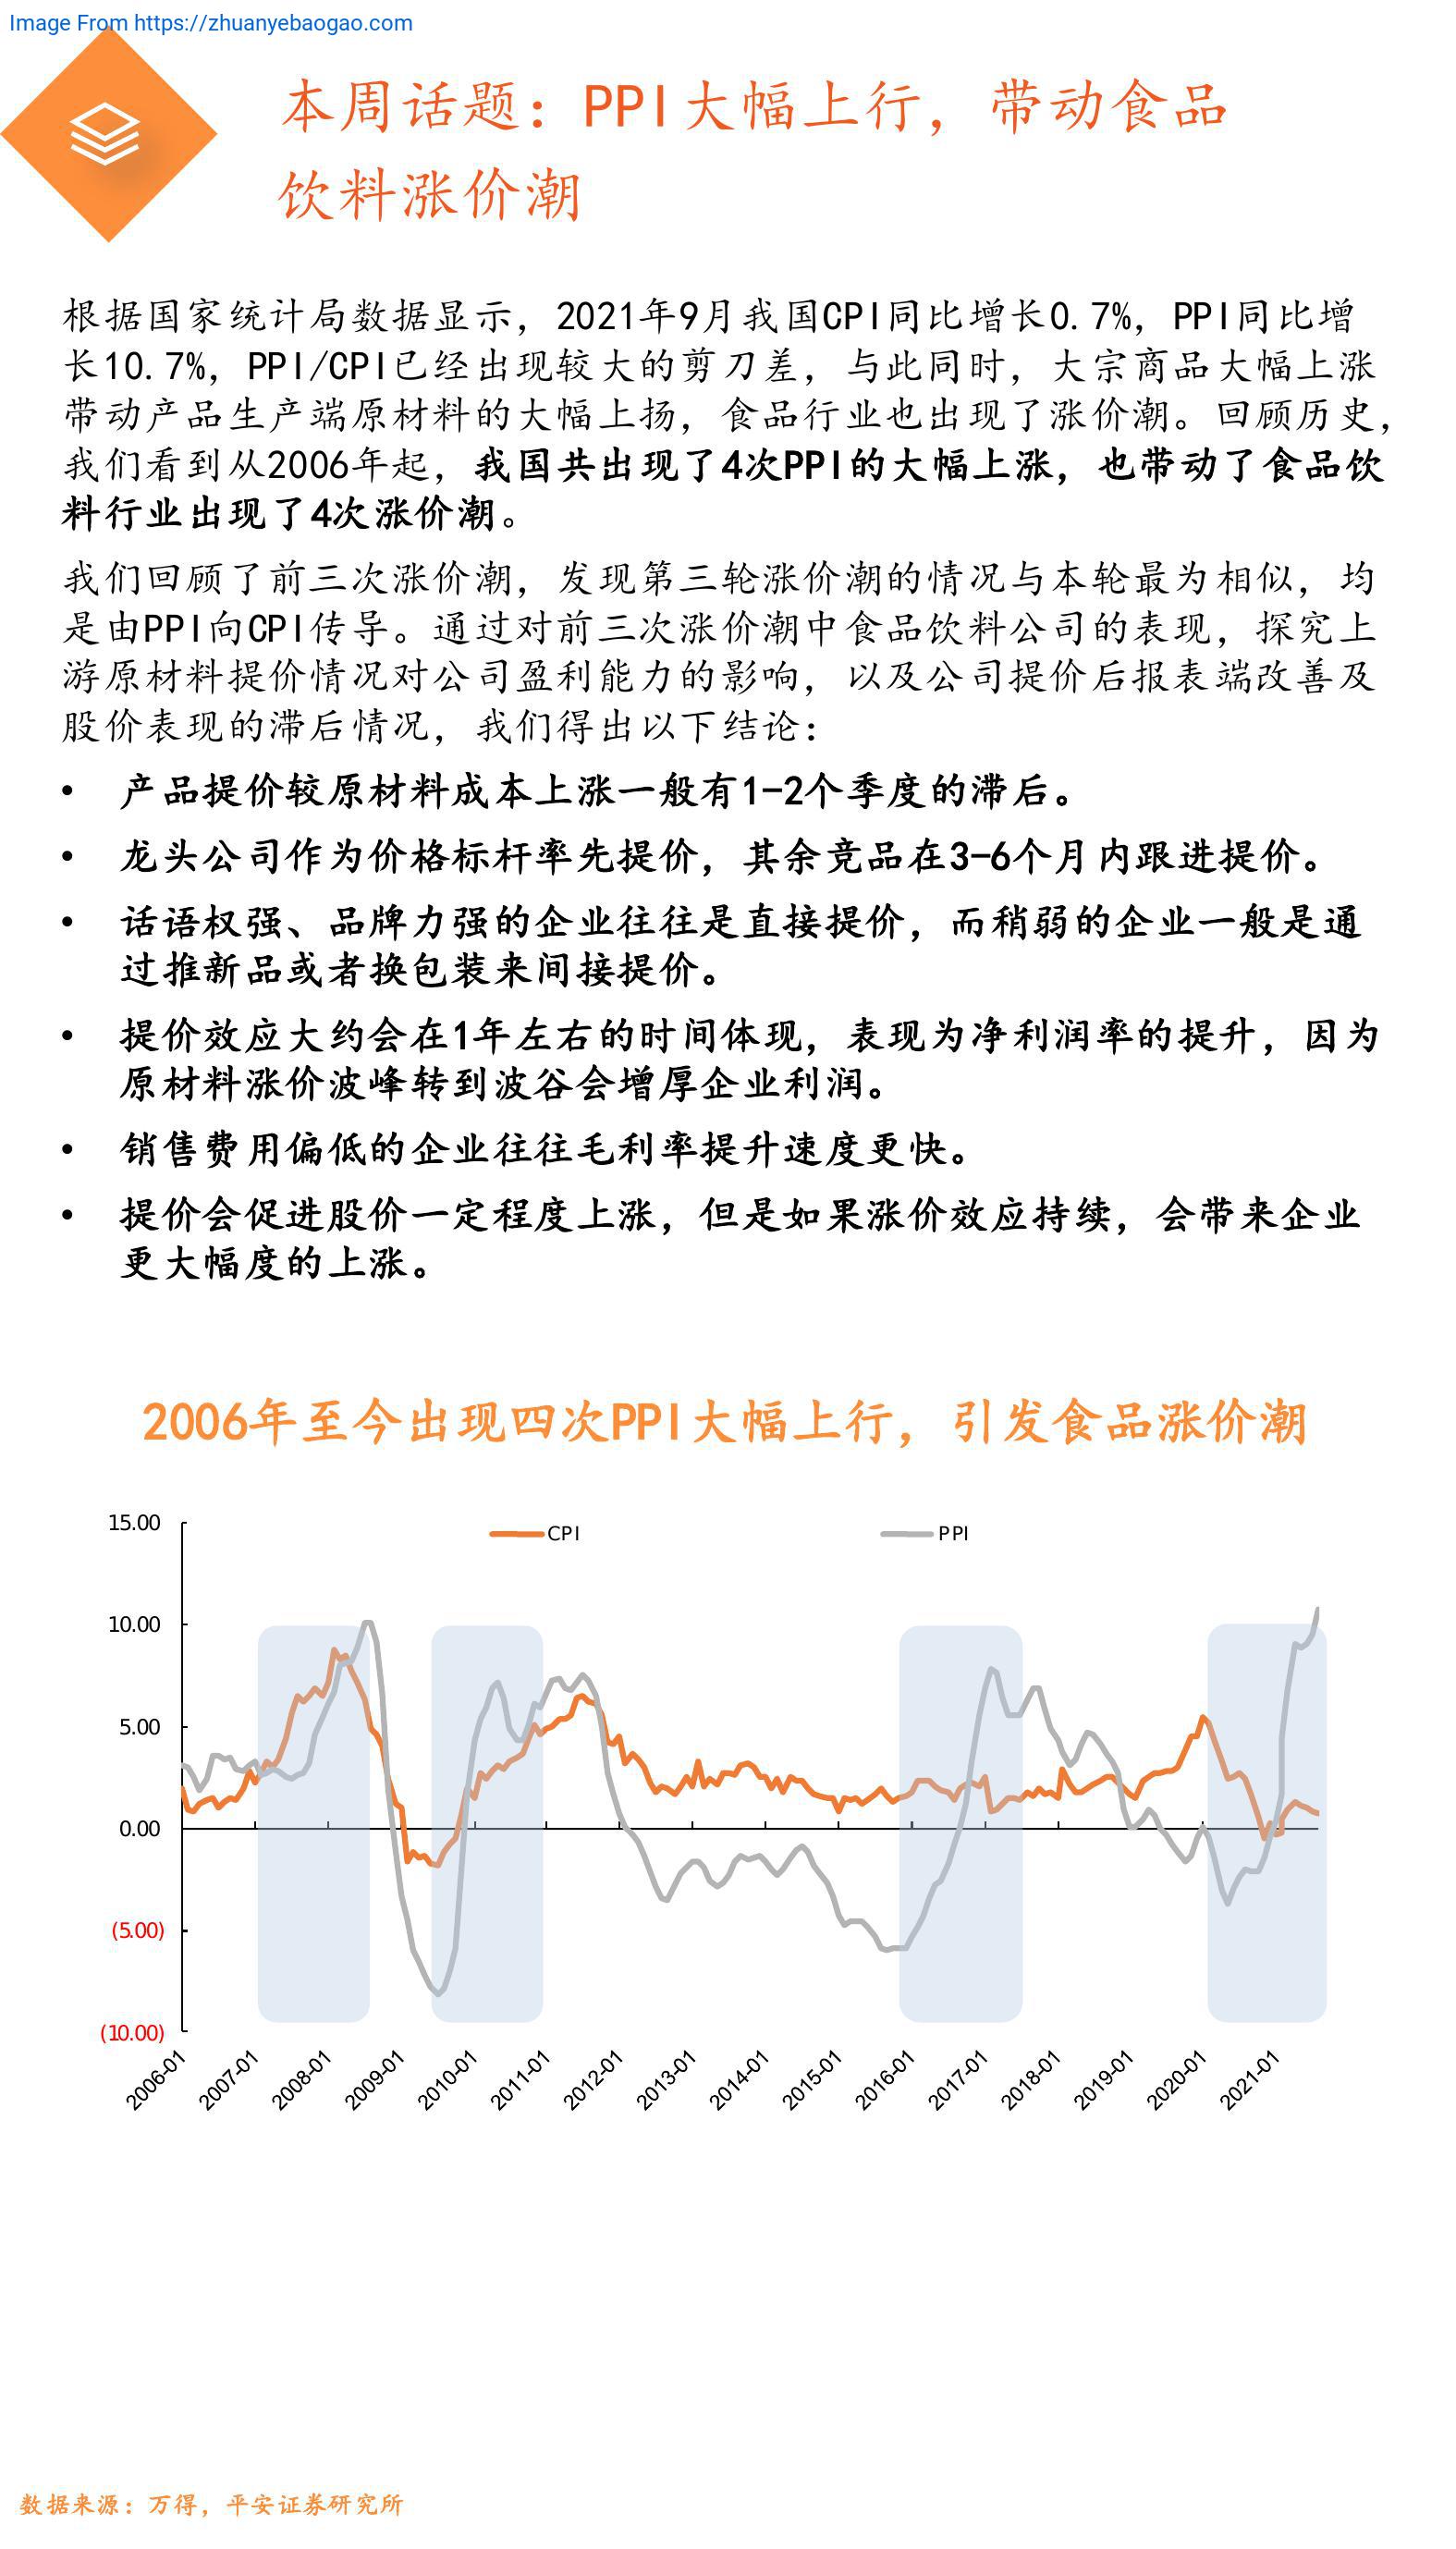 Image From https://zhuanyebaogao.com
本周话题：PPI大幅上行，带动食品
饮料涨价潮
根据国家统计局数据显示，2021年9月我国CPI同比增长0.7%，PPI同比增
长10.7%，PPI/CPI已经出现较大的剪刀差，与此同时，大宗商品大幅上涨
带动产品生产端原材料的大幅上扬，食品行业也出现了涨价潮。回顾历史，
我们看到从2006年起，我国共出现了4次PPI的大幅上涨，也带动了食品饮
料行业出现了4次涨价潮。
我们回顾了前三次涨价潮，发现第三轮涨价潮的情况与本轮最为相似，均
是由PPI向CPI传导。通过对前三次涨价潮中食品饮料公司的表现，探究上
游原材料提价情况对公司盈利能力的影响，以及公司提价后报表端改善及
股价表现的滞后情况，我们得出以下结论：
• 产品提价较原材料成本上涨一般有1-2个季度的滞后。
• 龙头公司作为价格标杆率先提价，其余竞品在3-6个月内跟进提价。
• 话语权强、品牌力强的企业往往是直接提价，而稍弱的企业一般是通
过推新品或者换包装来间接提价。
• 提价效应大约会在1年左右的时间体现，表现为净利润率的提升，因为
原材料涨价波峰转到波谷会增厚企业利润。
• 销售费用偏低的企业往往毛利率提升速度更快。
• 提价会促进股价一定程度上涨，但是如果涨价效应持续，会带来企业
更大幅度的上涨。
2006年至今出现四次PPI大幅上行，引发食品涨价潮
CPI PPI
15.00
10.00
5.00
0.00
(5.00)
(10.00)
2006-01 2007-01 2008-01 2009-01 2010-01 2011-01 2012-01 2013-01 2014-01 2015-01 2016-01 2017-01 2018-01 2019-01 2020-01 2021-01
数据来源：万得，平安证券研究所